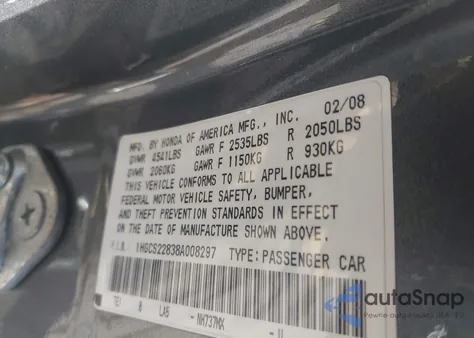 MFD. BY HONDA OF AMERICA MFG., INC. 02/08
GVWR 4541LBS GAWR F 2535LBS R 2050LBS
GVWR 2060KG GAWR F 1150KG R 930KG
THIS VEHICLE CONFORMS TO ALL APPLICABLE
FEDERAL MOTOR VEHICLE SAFETY, BUMPER,
AND THEFT PREVENTION STANDARDS IN EFFECT
ON THE DATE OF MANUFACTURE SHOWN ABOVE.
1HGCS22838A008297 TYPE: PASSENGER CAR
NH737MX
autoSnap